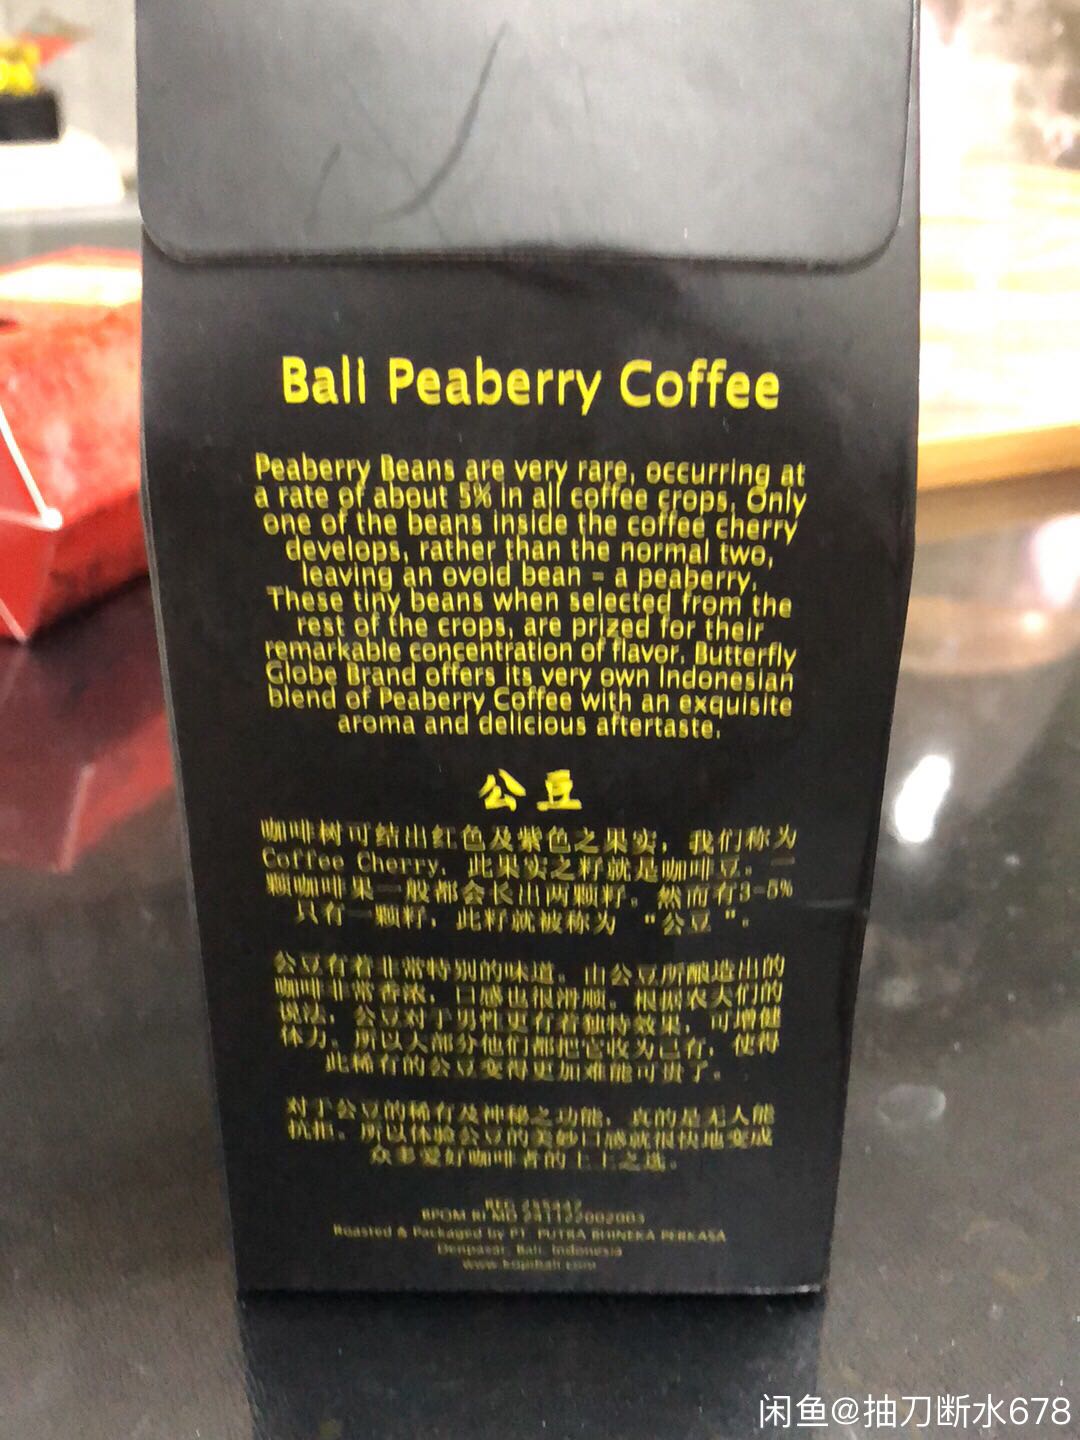 Bali Peaberry Coffee
Peaberry Beans are very rare, occurring at
a rate of about 5% in all coffee crops. Only
one of the beans inside the coffee cherry
develops, rather than the normal two,
leaving an ovoid bean - a peaberry.
These tiny beans when selected from the
rest of the crops, are prized for their
remarkable concentration of flavor. Butterfly
Globe Brand offers its very own Indonesian
blend of Peaberry Coffee with an exquisite
aroma and delicious aftertaste.
公豆
咖啡树可结出红色及紫色之果实，我们称为
Coffee Cherry. 此果实之籽就是咖啡豆。一
颗咖啡果一般都会长出两颗籽。然而有3-5%
只有一颗籽，此籽就被称为 “公豆”。
公豆有着非常特别的味道。由公豆所酿造出的
咖啡非常香浓，口感也很滑顺。根据农夫们的
说法，公豆对于男性更有着独特效果，可增健
体力。所以大部分他们都把它收为己有，使得
此稀有的公豆变得更加难能可贵了。
对于公豆的稀有及神秘之功能，真的是无人能
抗拒。所以体验公豆的美妙口感就很快地变成
众多爱好咖啡者的上上之选。
BPOM RI MD
Roasted & Packaged by PT. PUTRA BHINEKA PERKASA
Denpasar, Bali, Indonesia
www.kopibali.com
闲鱼@抽刀断水678